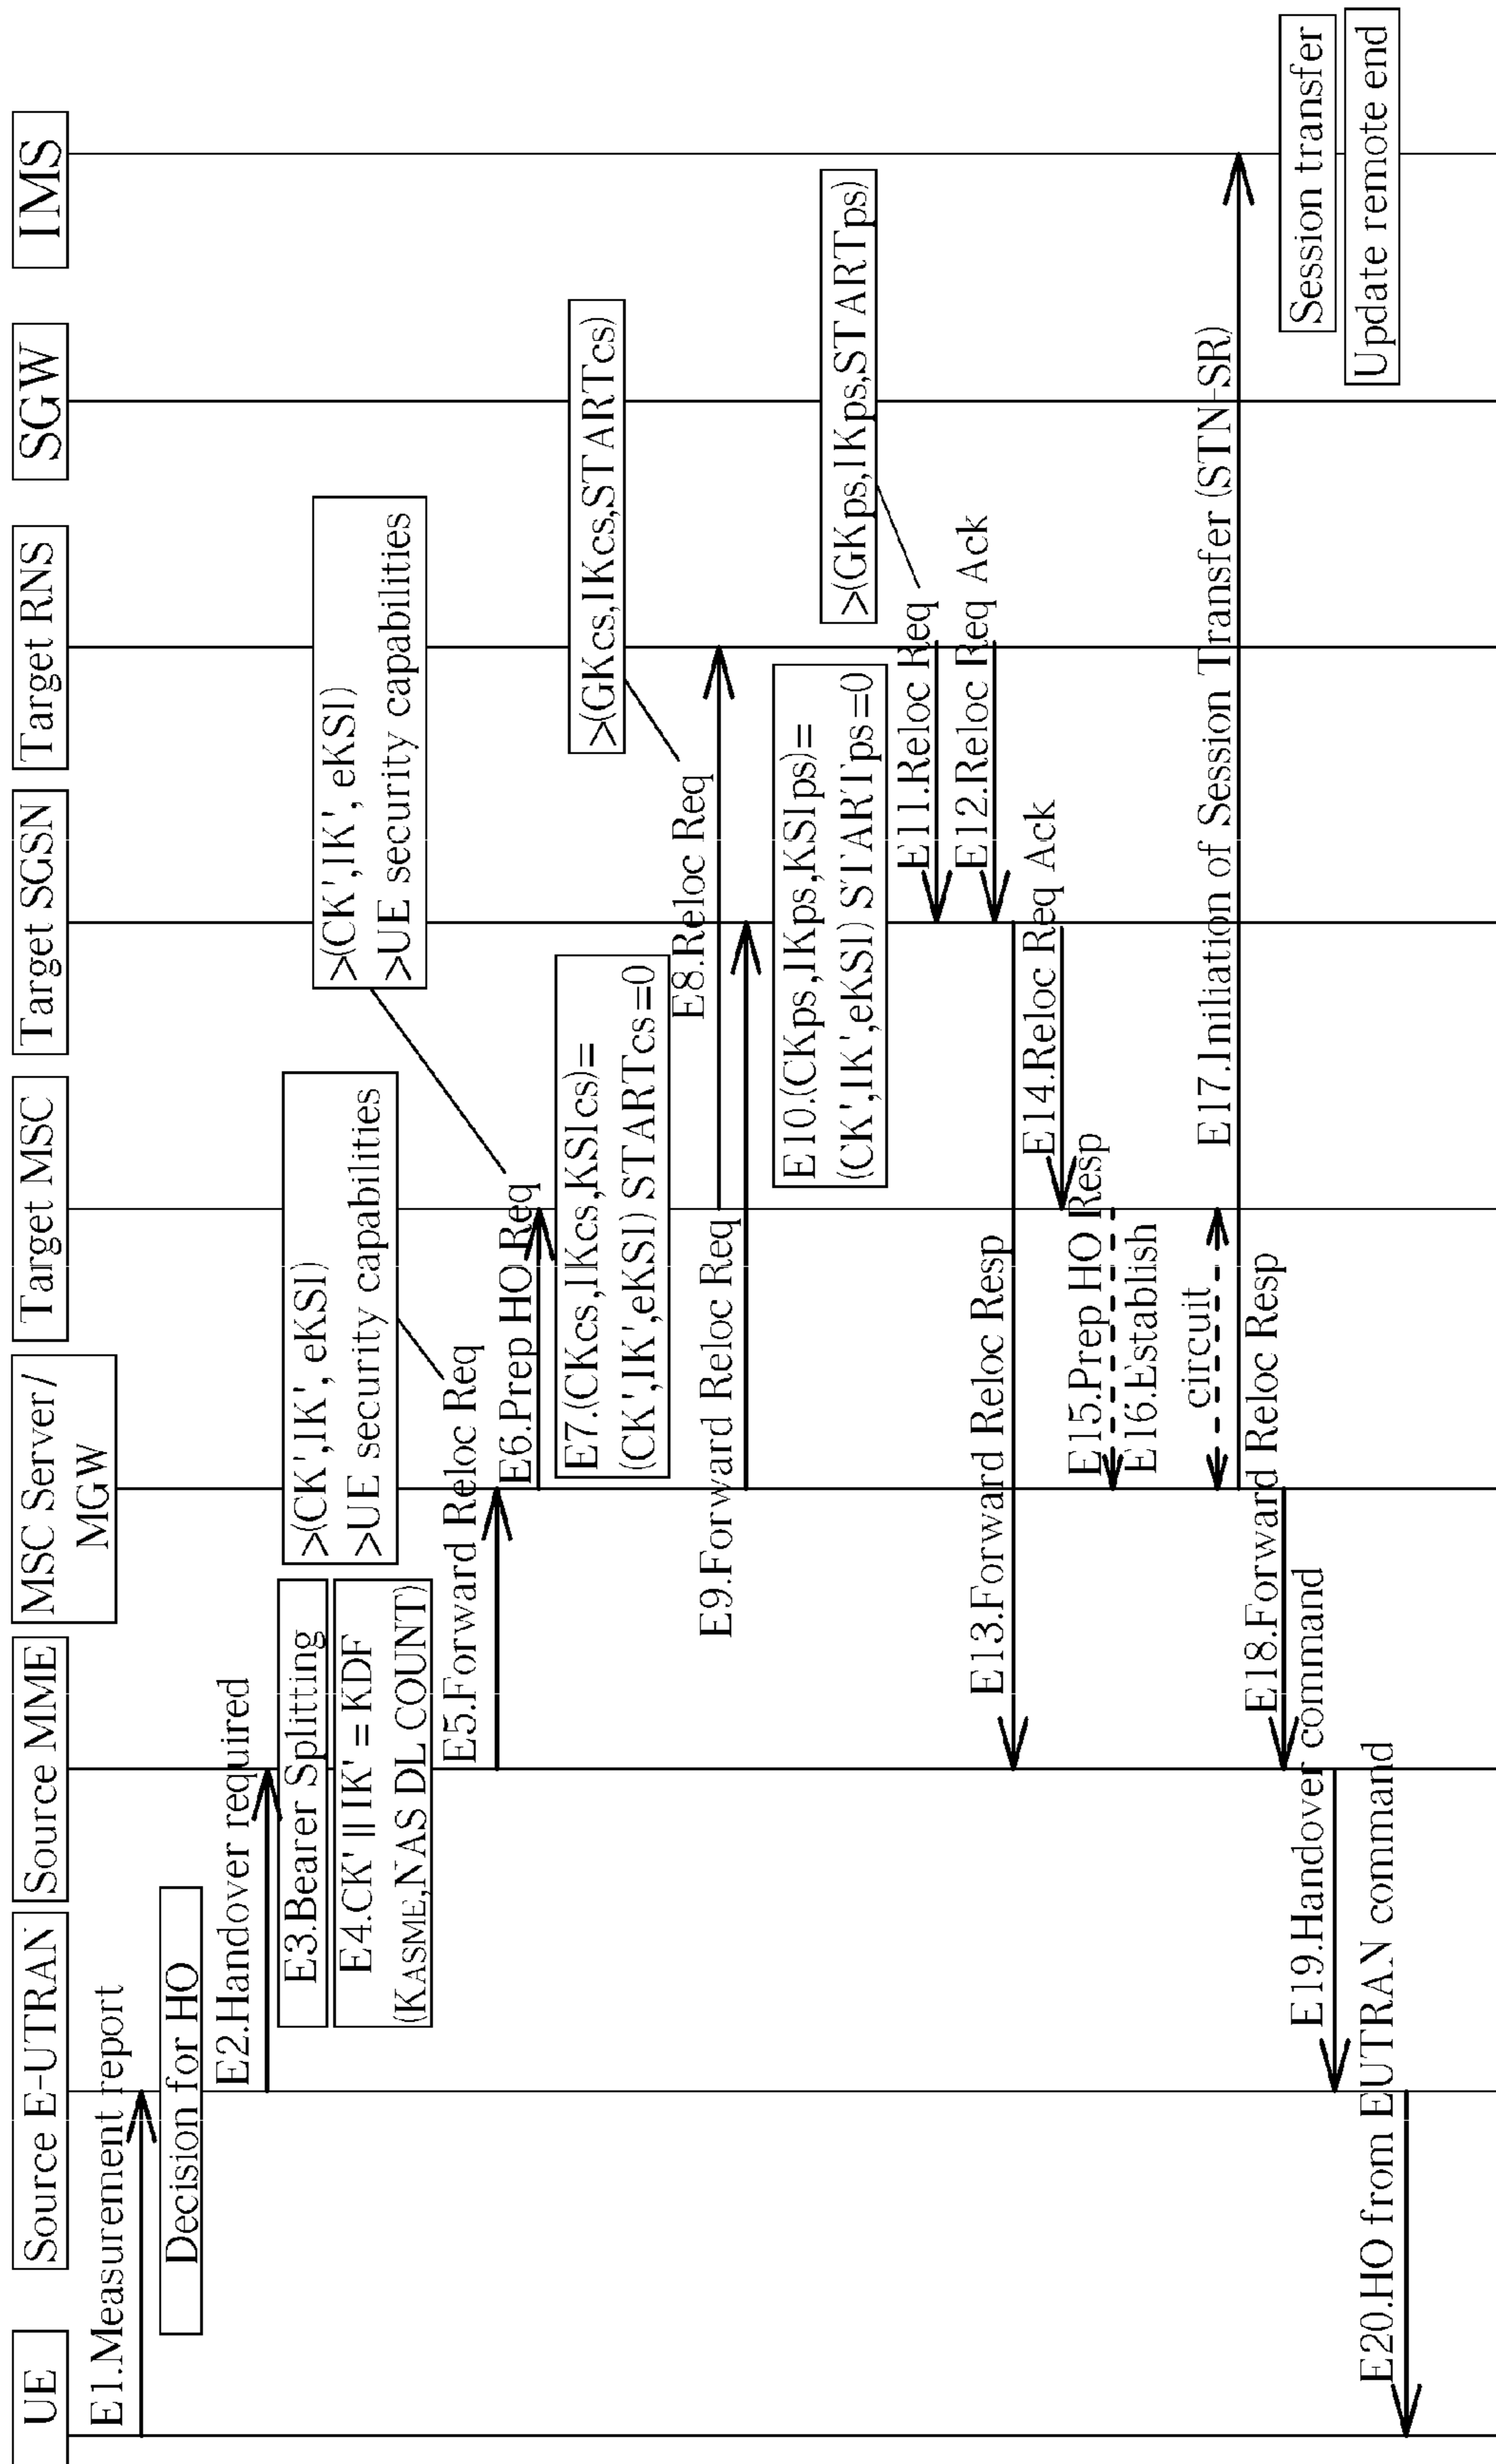 UE
Source E-UTRAN
Source MME
MSC Server/
MGW
Target MSC
Target SGSN
Target RNS
SGW
IMS
E1.Measurement report
Decision for HO
E2.Handover required
E3.Bearer Splitting
E4.CK' || IK' = KDF
(KASME,NAS DL COUNT)
>(CK',IK', eKSI)
>UE security capabilities
E5.Forward Reloc Req
>(CK',IK', eKSI)
>UE security capabilities
E6.Prep HO Req
E7.(CKcs,IKcs,KSIcs)=
(CK',IK',eKSI) STARTcs=0
>(GKcs,IKcs,STARTcs)
E8.Reloc Req
E9.Forward Reloc Req
E10.(CKps,IKps,KSIps)=
(CK',IK',eKSI) STARTps=0
>(GKps,IKps,STARTps)
E11.Reloc Req
E12.Reloc Req Ack
E13.Forward Reloc Resp
E14.Reloc Req Ack
E15.Prep HO Resp
E16.Establish
circuit
E17.Iniliation of Session Transfer (STN-SR)
E18.Forward Reloc Resp
Session transfer
E19.Handover command
Update remote end
E20.HO from EUTRAN command